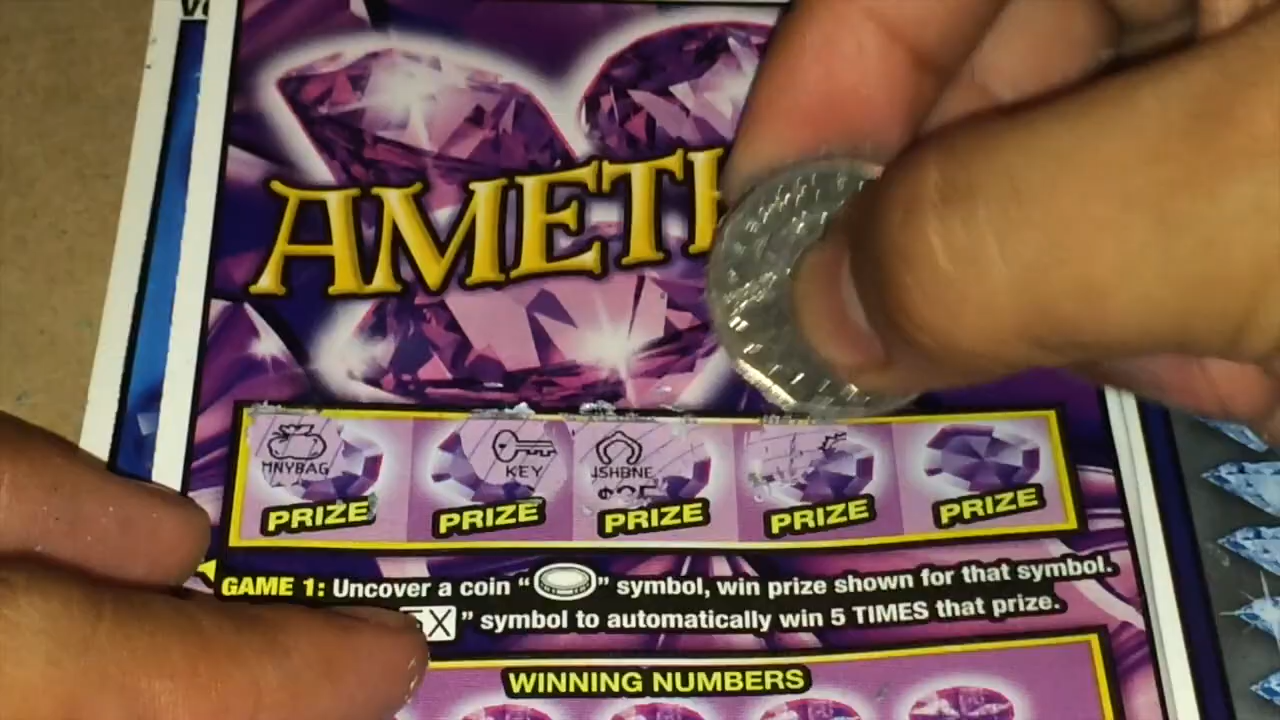 AMETH
MNYBAG KEY JSHBNE
PRIZE PRIZE PRIZE PRIZE PRIZE
GAME 1: Uncover a coin “ ” symbol, win prize shown for that symbol.
X ” symbol to automatically win 5 TIMES that prize.
WINNING NUMBERS